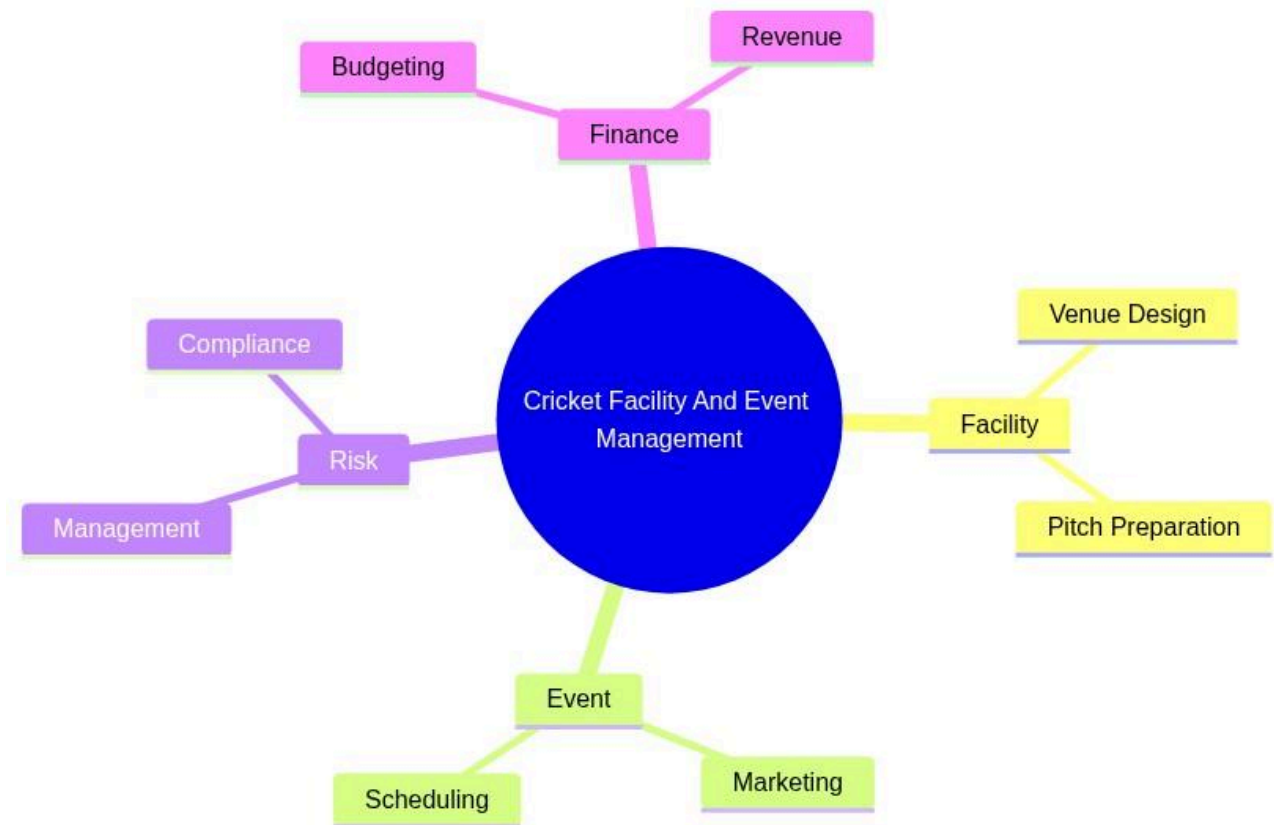 Revenue
Budgeting
Finance
Venue Design
Compliance
Cricket Facility And Event
Management
Facility
Risk
Management
Pitch Preparation
Event
Marketing
Scheduling